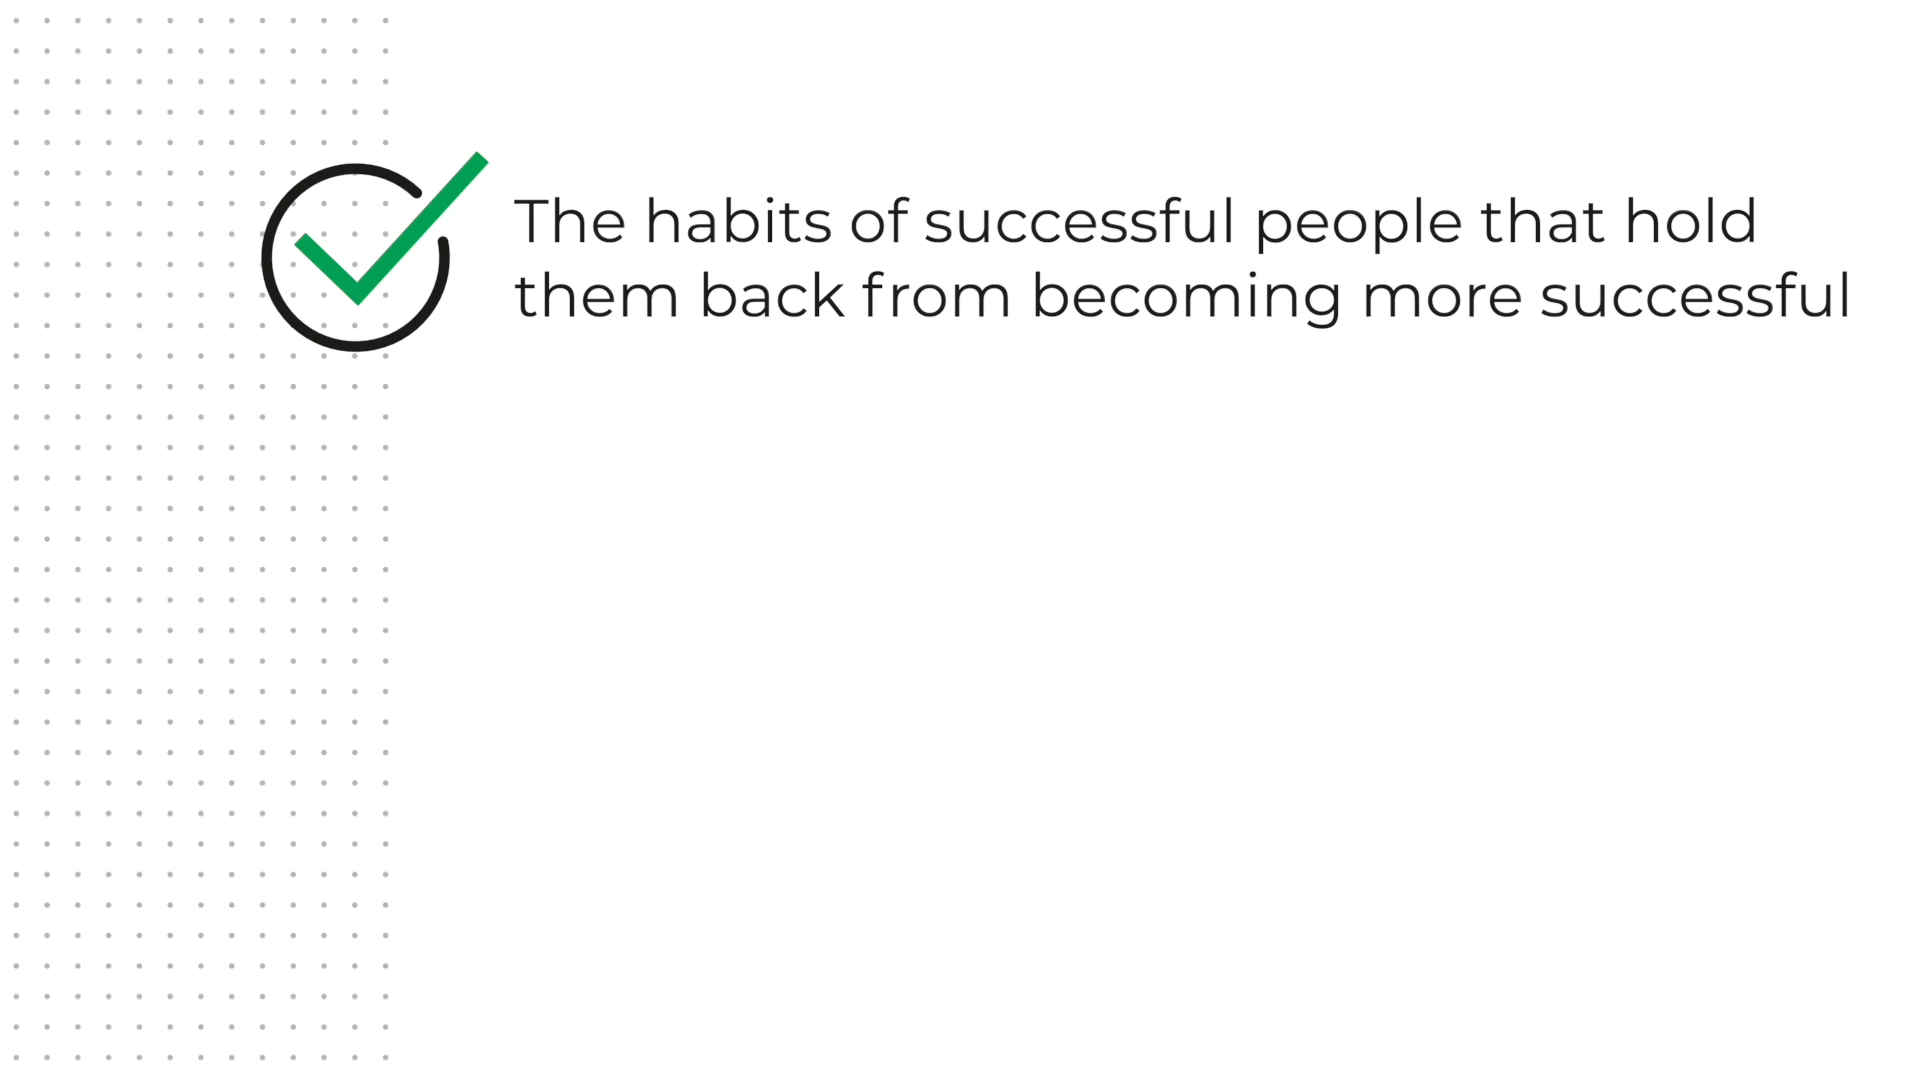 The habits of successful people that hold
them back from becoming more successful